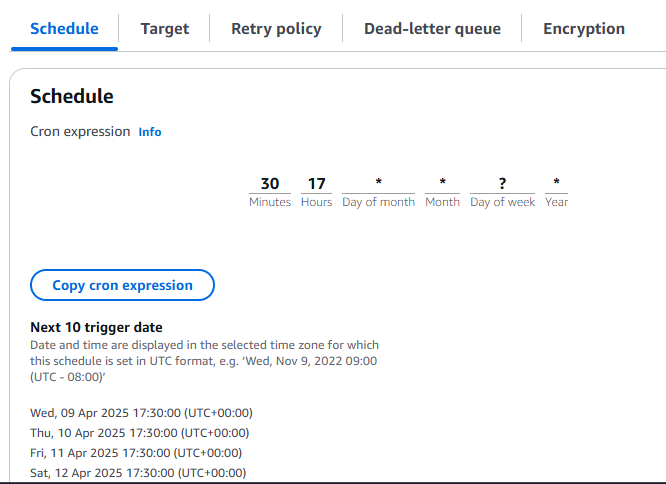 Schedule Target Retry policy Dead-letter queue Encryption
Schedule
Cron expression Info
30 17 * * ? *
Minutes Hours Day of month Month Day of week Year
Copy cron expression
Next 10 trigger date
Date and time are displayed in the selected time zone for which
this schedule is set in UTC format, e.g. 'Wed, Nov 9, 2022 09:00
(UTC - 08:00)'
Wed, 09 Apr 2025 17:30:00 (UTC+00:00)
Thu, 10 Apr 2025 17:30:00 (UTC+00:00)
Fri, 11 Apr 2025 17:30:00 (UTC+00:00)
Sat, 12 Apr 2025 17:30:00 (UTC+00:00)